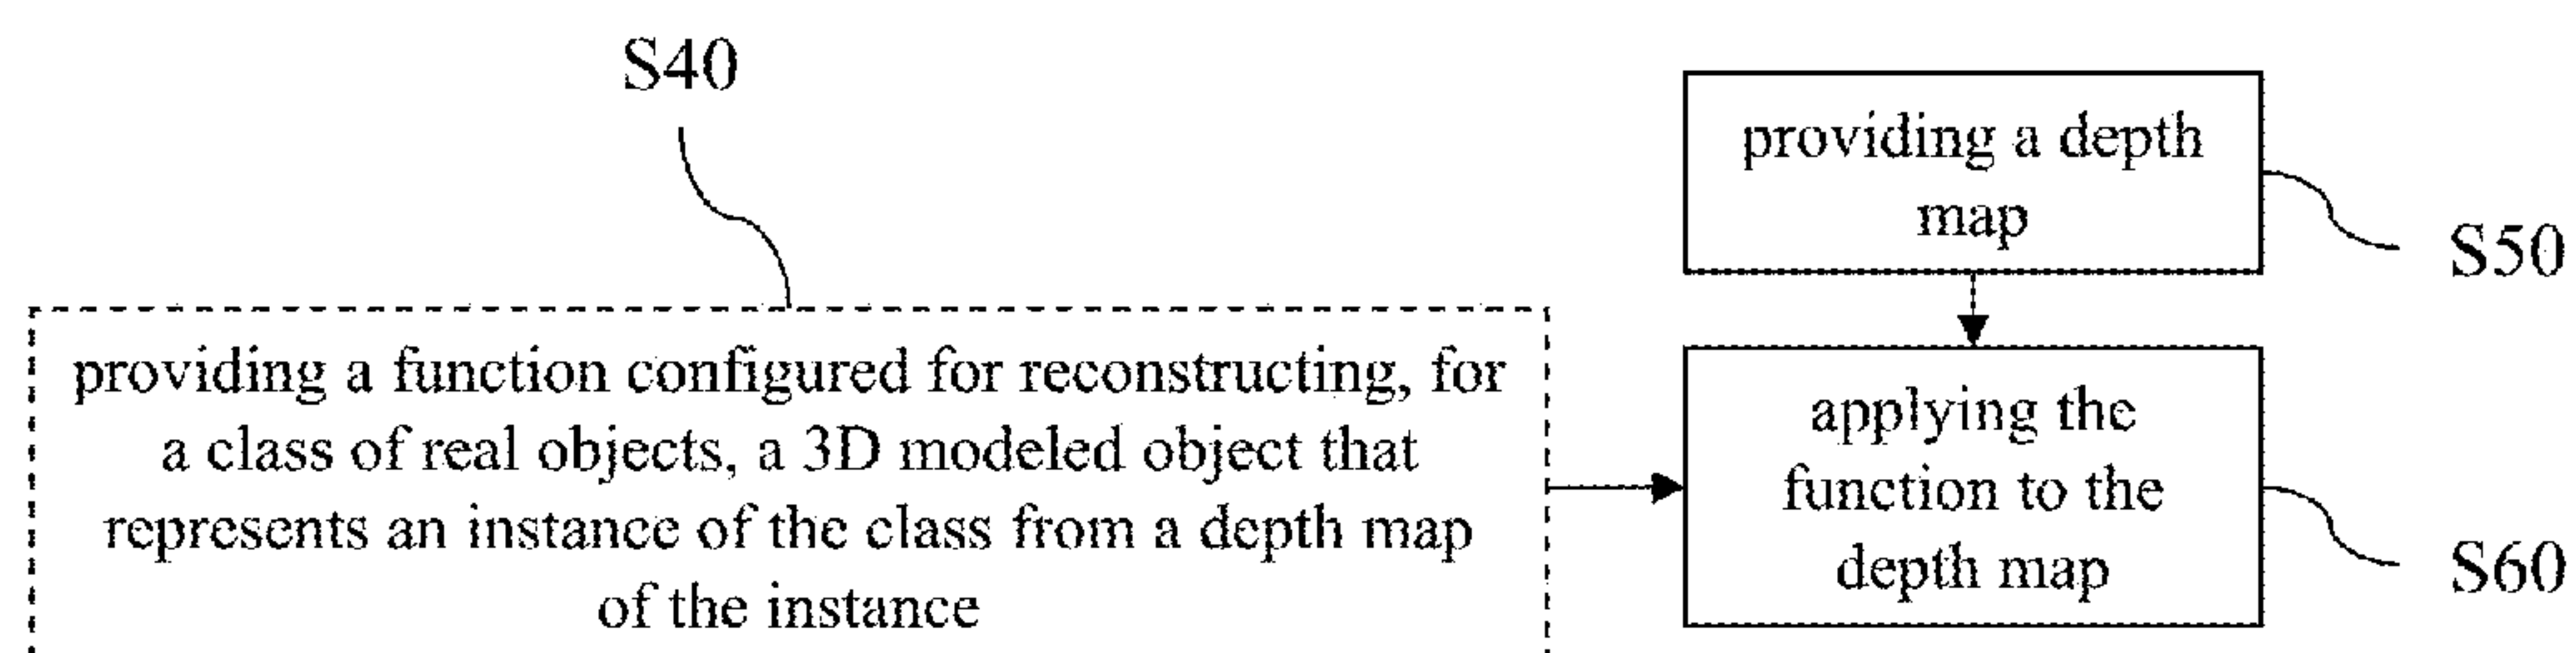 S40
providing a depth
map
S50
providing a function configured for reconstructing, for
a class of real objects, a 3D modeled object that
represents an instance of the class from a depth map
of the instance
applying the
function to the
depth map
S60